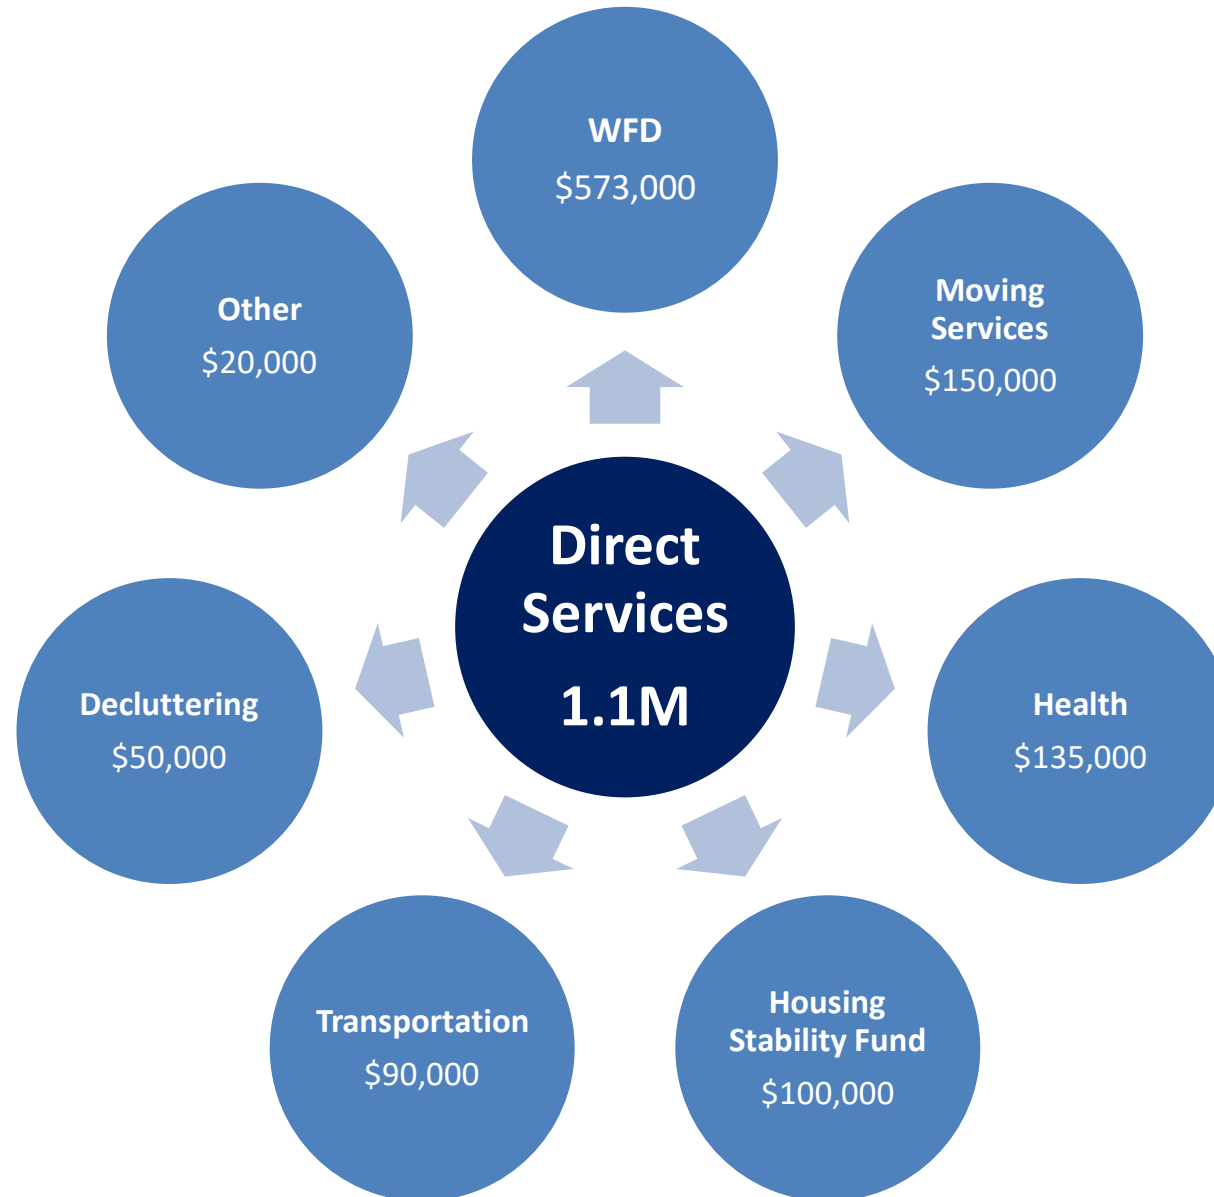 WFD
$573,000
Moving
Services
$150,000
Health
$135,000
Housing
Stability Fund
$100,000
Transportation
$90,000
Decluttering
$50,000
Other
$20,000
Direct
Services
1.1M